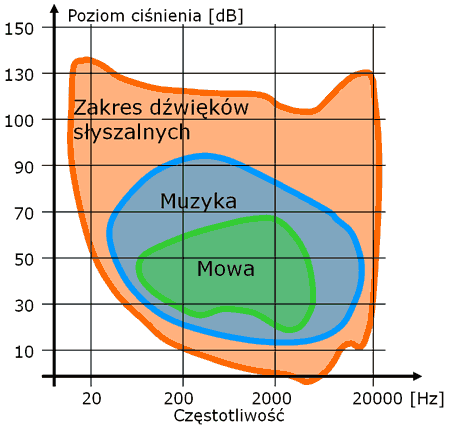 Poziom ciśnienia [dB]
150
130
Zakres dźwięków
100
słyszalnych
90
Muzyka
70
50
Mowa
30
10
20 200 2000 20000 [Hz]
Częstotliwość